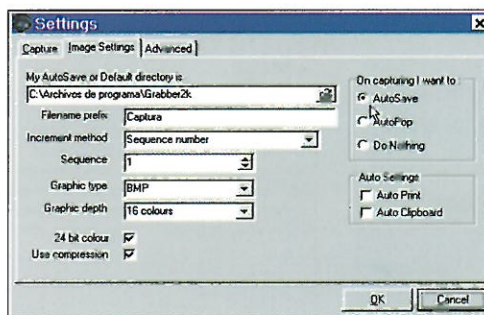 Settings
Capture Image Settings Advanced
My AutoSave or Default directory is
C:\Archivos de programa\Grabber2k
Filename prefix Captura
Increment method Sequence number
Sequence 1
Graphic type BMP
Graphic depth 16 colours
24 bit colour
Use compression
On capturing I want to
AutoSave
AutoPop
Do Nothing
Auto Settings
Auto Print
Auto Clipboard
OK Cancel